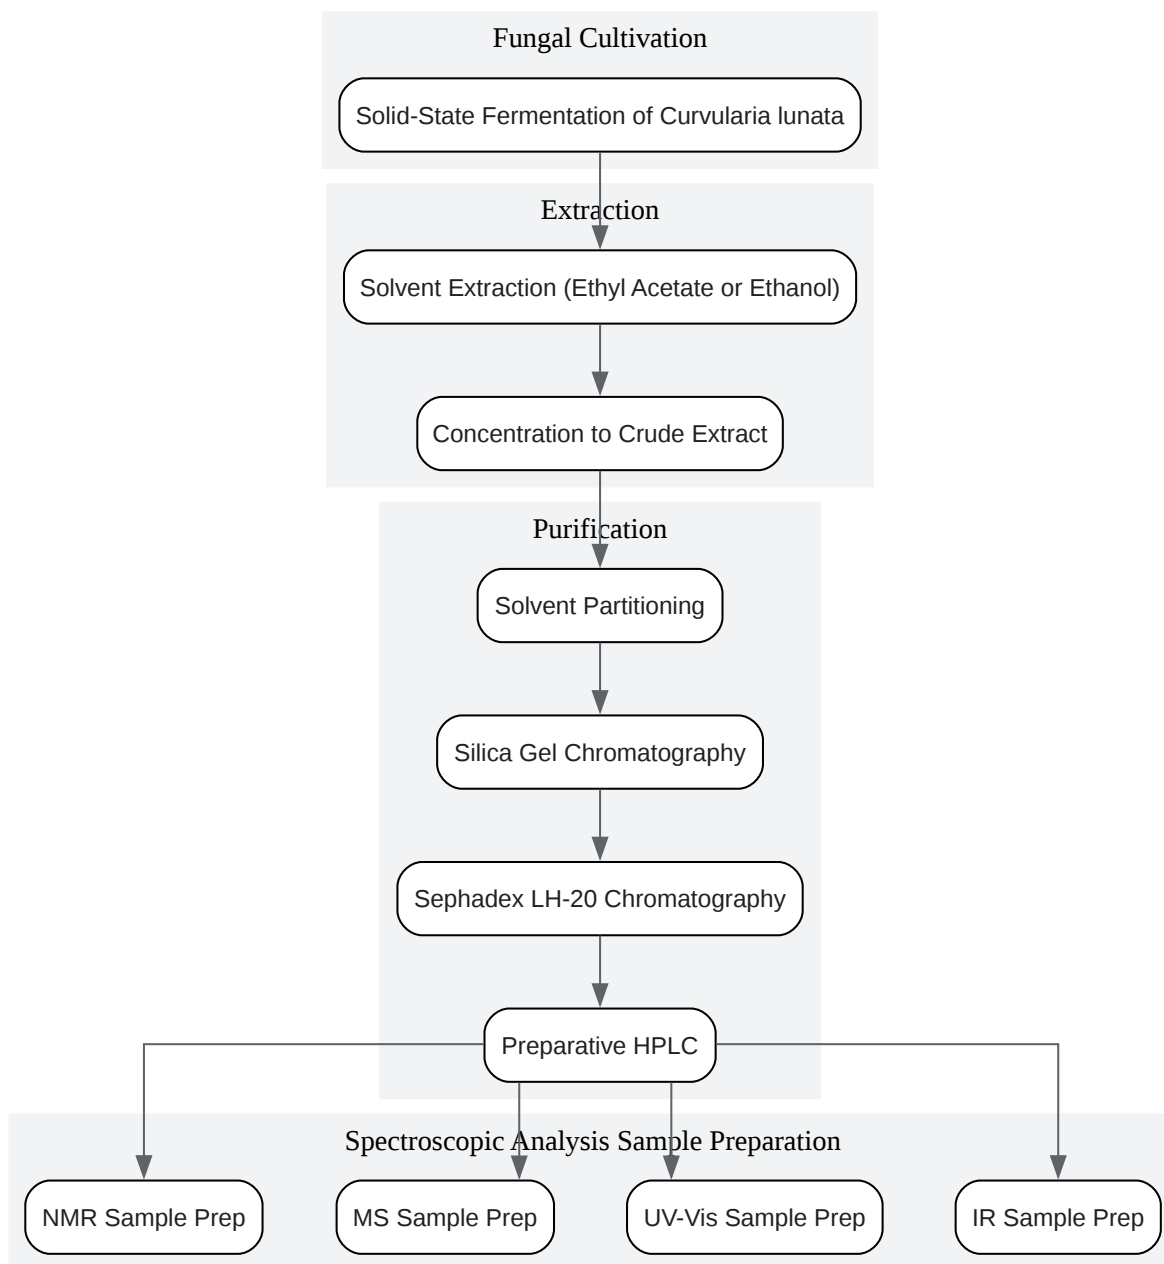 Fungal Cultivation
Solid-State Fermentation of Curvularia lunata
Extraction
Solvent Extraction (Ethyl Acetate or Ethanol)
Concentration to Crude Extract
Purification
Solvent Partitioning
Silica Gel Chromatography
Sephadex LH-20 Chromatography
Preparative HPLC
Spectroscopic Analysis Sample Preparation
NMR Sample Prep
MS Sample Prep
UV-Vis Sample Prep
IR Sample Prep